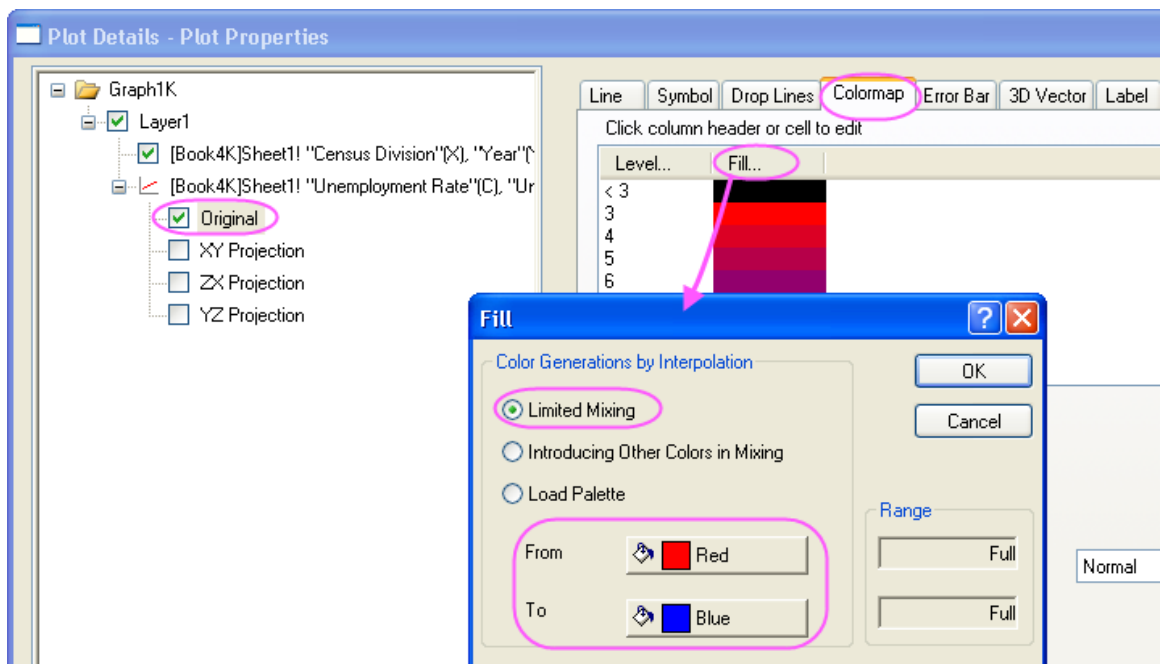 Plot Details - Plot Properties
Graph1K
Layer1
[Book4K]Sheet1! "Census Division"(X), "Year"(
[Book4K]Sheet1! "Unemployment Rate"(C), "Ur
Original
XY Projection
ZX Projection
YZ Projection
Line Symbol Drop Lines Colormap Error Bar 3D Vector Label
Click column header or cell to edit
Level... Fill...
< 3
3
4
5
6
Fill
Color Generations by Interpolation
Limited Mixing
Introducing Other Colors in Mixing
Load Palette
From Red
To Blue
OK
Cancel
Range
Full
Full
Normal